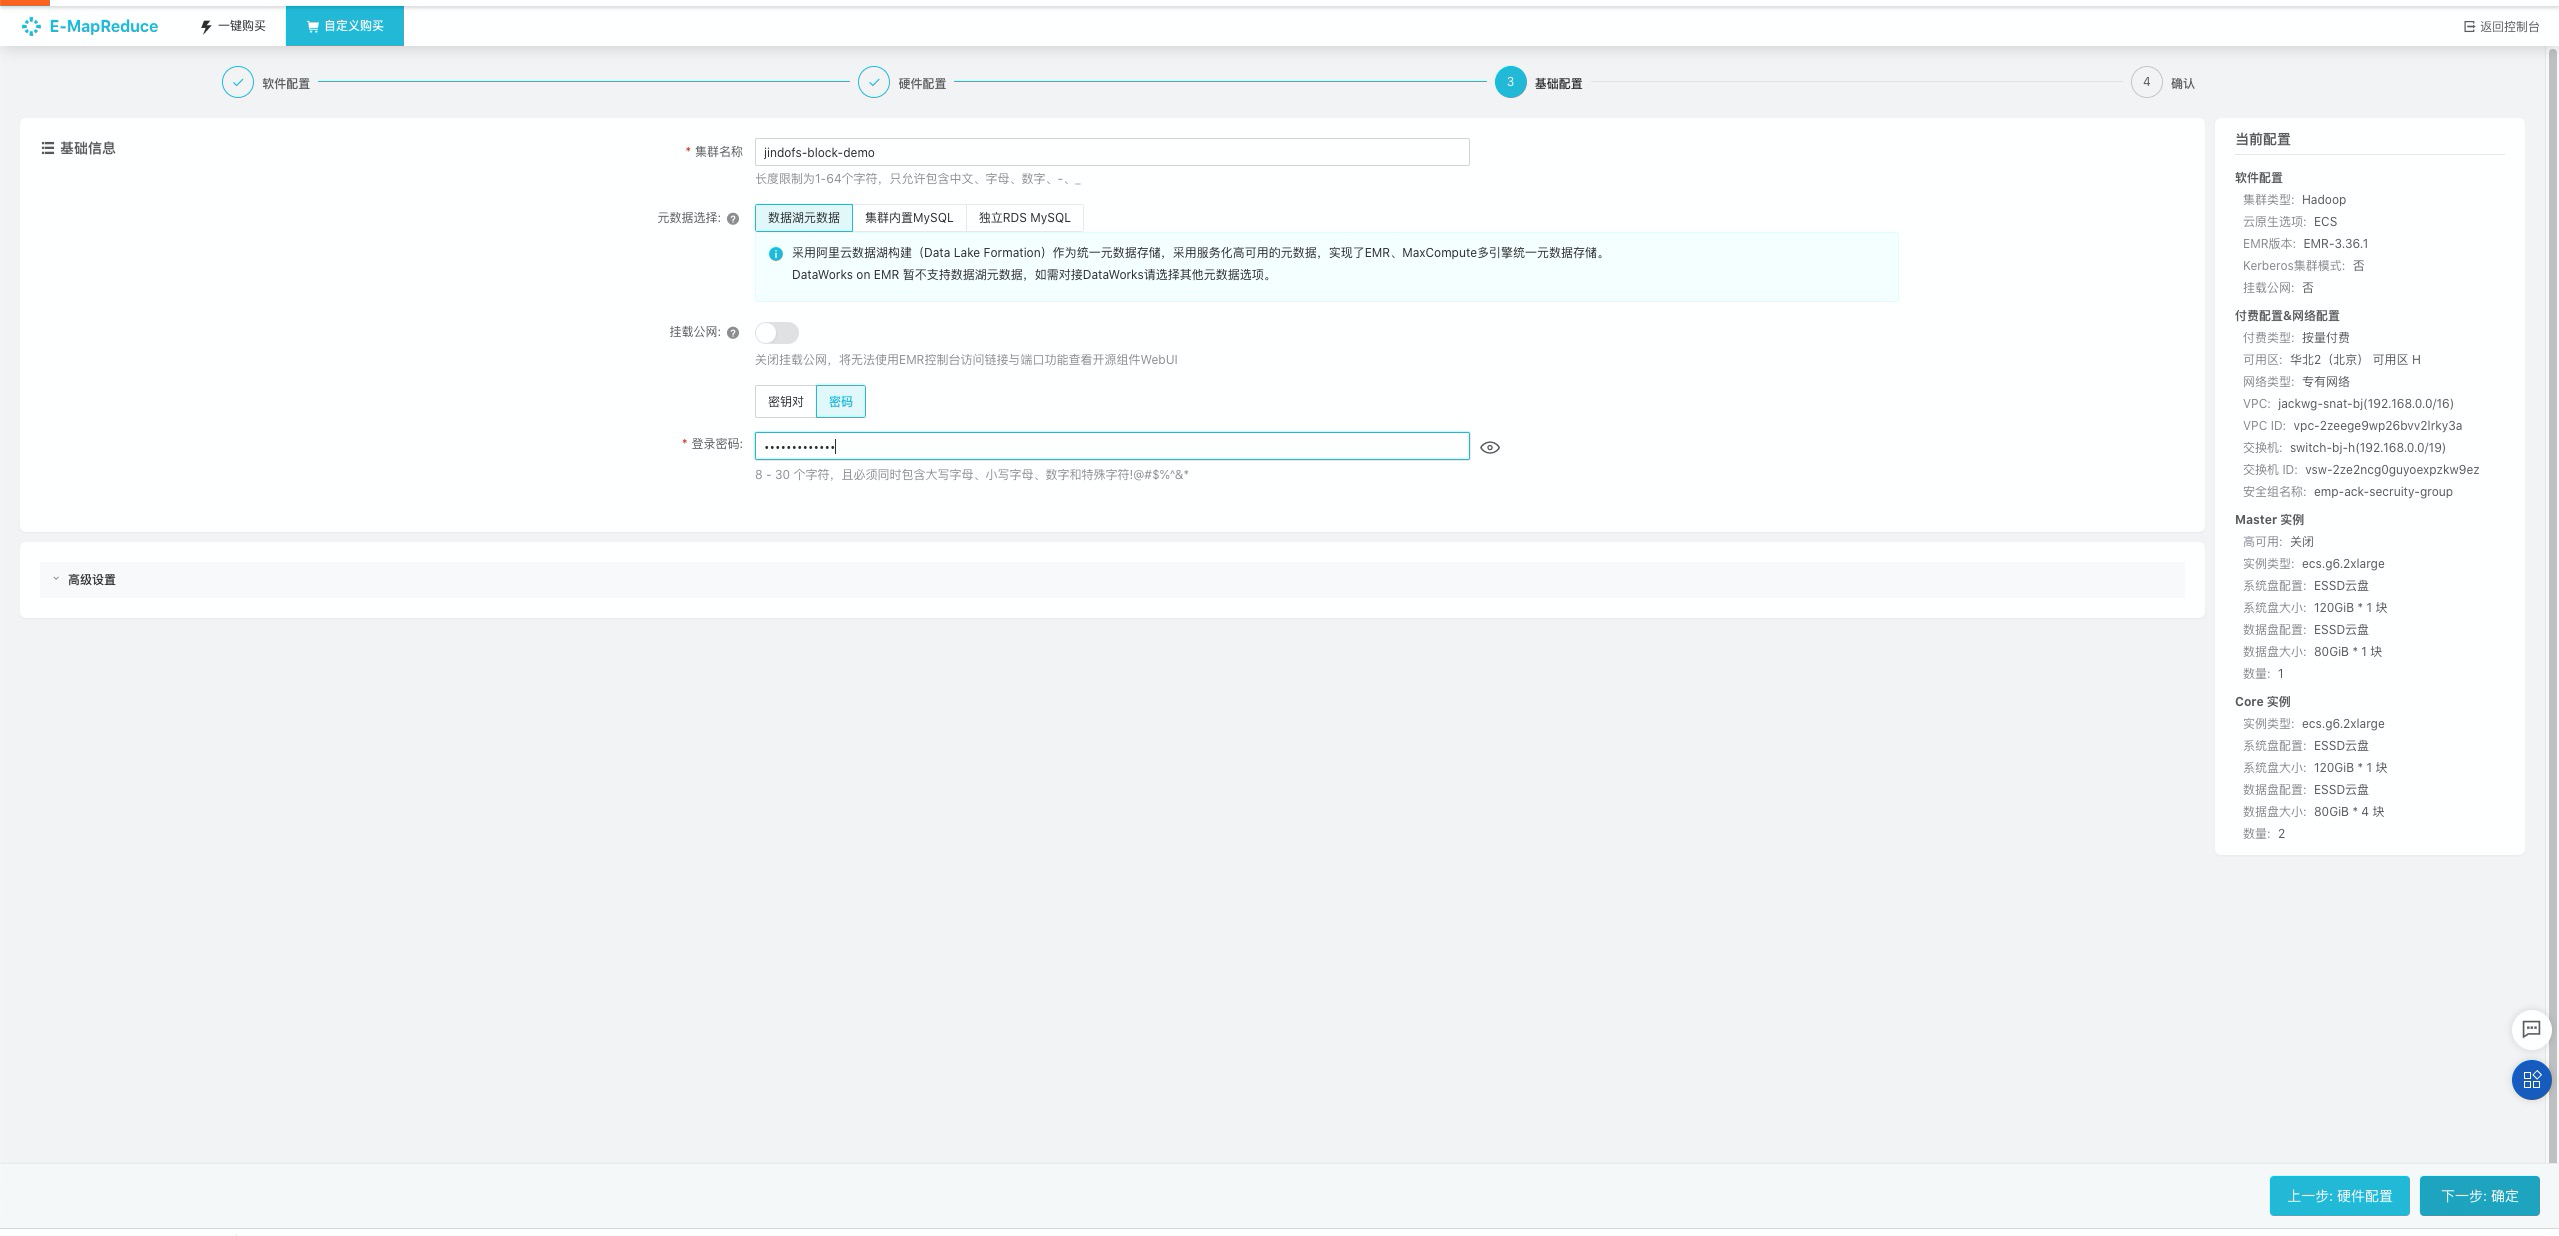 E-MapReduce
一键购买
自定义购买
返回控制台
软件配置
硬件配置
3 基础配置
4 确认
基础信息
* 集群名称
jindofs-block-demo
长度限制为1-64个字符，只允许包含中文、字母、数字、-、_
元数据选择:
数据湖元数据 集群内置MySQL 独立RDS MySQL
采用阿里云数据湖构建（Data Lake Formation）作为统一元数据存储，采用服务化高可用的元数据，实现了EMR、MaxCompute多引擎统一元数据存储。
DataWorks on EMR 暂不支持数据湖元数据，如需对接DataWorks请选择其他元数据选项。
挂载公网:
关闭挂载公网，将无法使用EMR控制台访问链接与端口功能查看开源组件WebUI
密钥对 密码
* 登录密码:
•••••••••••••
8 - 30 个字符，且必须同时包含大写字母、小写字母、数字和特殊字符!@#$%^&*
高级设置
当前配置
软件配置
集群类型: Hadoop
云原生选项: ECS
EMR版本: EMR-3.36.1
Kerberos集群模式: 否
挂载公网: 否
付费配置&网络配置
付费类型: 按量付费
可用区: 华北2（北京） 可用区 H
网络类型: 专有网络
VPC: jackwg-snat-bj(192.168.0.0/16)
VPC ID: vpc-2zeege9wp26bvv2lrky3a
交换机: switch-bj-h(192.168.0.0/19)
交换机 ID: vsw-2ze2ncg0guyoexpzkw9ez
安全组名称: emp-ack-secruity-group
Master 实例
高可用: 关闭
实例类型: ecs.g6.2xlarge
系统盘配置: ESSD云盘
系统盘大小: 120GiB * 1 块
数据盘配置: ESSD云盘
数据盘大小: 80GiB * 1 块
数量: 1
Core 实例
实例类型: ecs.g6.2xlarge
系统盘配置: ESSD云盘
系统盘大小: 120GiB * 1 块
数据盘配置: ESSD云盘
数据盘大小: 80GiB * 4 块
数量: 2
上一步: 硬件配置
下一步: 确定